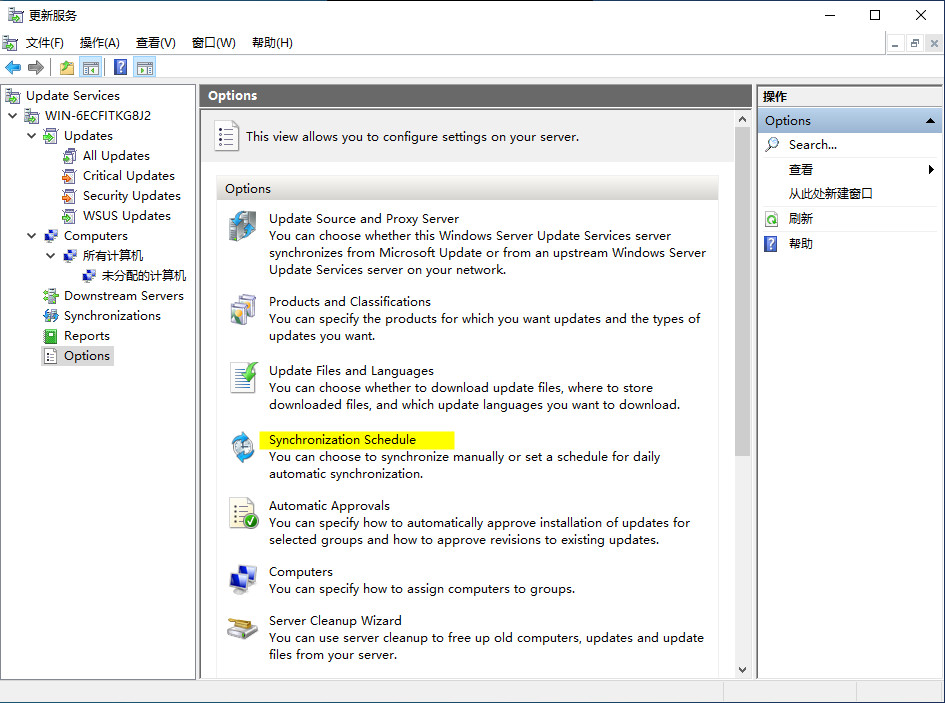 更新服务
文件(F) 操作(A) 查看(V) 窗口(W) 帮助(H)
Update Services
WIN-6ECFITKG8J2
Updates
All Updates
Critical Updates
Security Updates
WSUS Updates
Computers
所有计算机
未分配的计算机
Downstream Servers
Synchronizations
Reports
Options
Options
This view allows you to configure settings on your server.
Options
Update Source and Proxy Server
You can choose whether this Windows Server Update Services server
synchronizes from Microsoft Update or from an upstream Windows Server
Update Services server on your network.
Products and Classifications
You can specify the products for which you want updates and the types of
updates you want.
Update Files and Languages
You can choose whether to download update files, where to store
downloaded files, and which update languages you want to download.
Synchronization Schedule
You can choose to synchronize manually or set a schedule for daily
automatic synchronization.
Automatic Approvals
You can specify how to automatically approve installation of updates for
selected groups and how to approve revisions to existing updates.
Computers
You can specify how to assign computers to groups.
Server Cleanup Wizard
You can use server cleanup to free up old computers, updates and update
files from your server.
操作
Options
Search...
查看
从此处新建窗口
刷新
帮助